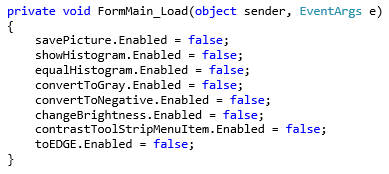 private void FormMain_Load(object sender, EventArgs e)
{
    savePicture.Enabled = false;
    showHistogram.Enabled = false;
    equalHistogram.Enabled = false;
    convertToGray.Enabled = false;
    convertToNegative.Enabled = false;
    changeBrightness.Enabled = false;
    contrastToolStripMenuItem.Enabled = false;
    toEDGE.Enabled = false;
}